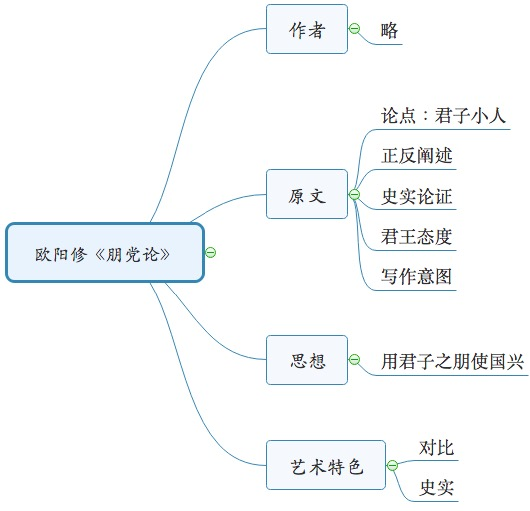 欧阳修《朋党论》
作者
略
原文
论点：君子小人
正反阐述
史实论证
君王态度
写作意图
思想
用君子之朋使国兴
艺术特色
对比
史实